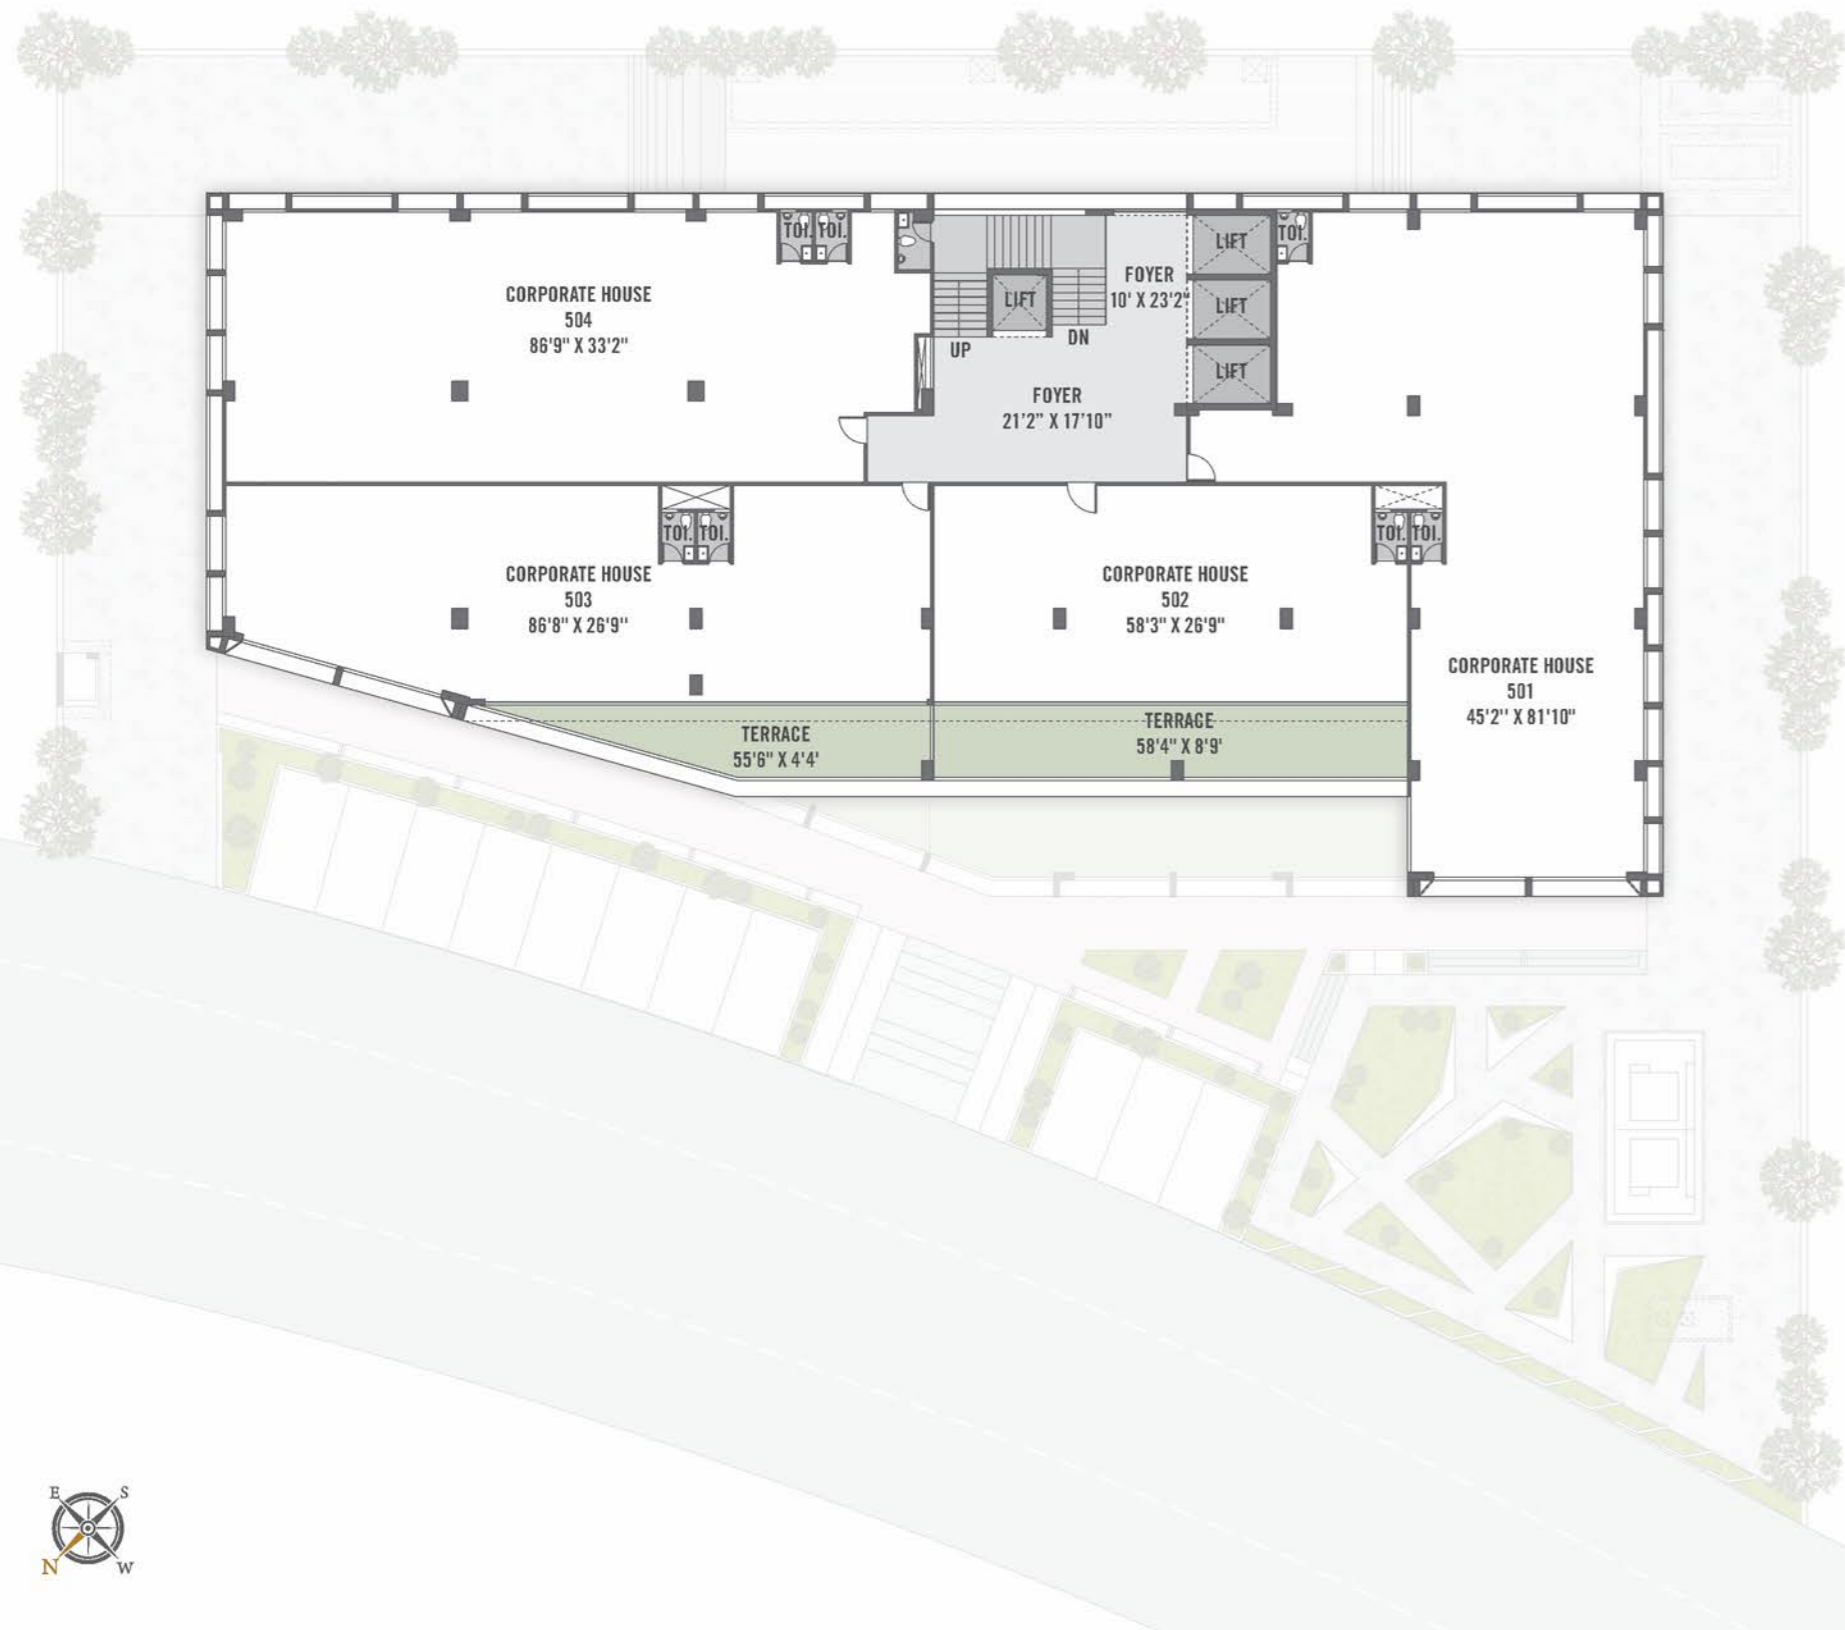 TOI. TOI.
LIFT
TOI.
CORPORATE HOUSE
504
86'9" X 33'2"
FOYER
10' X 23'2"
LIFT
LIFT
UP
DN
LIFT
FOYER
21'2" X 17'10"
TOI. TOI.
TOI. TOI.
CORPORATE HOUSE
503
86'8" X 26'9"
CORPORATE HOUSE
502
58'3" X 26'9"
CORPORATE HOUSE
501
45'2" X 81'10"
TERRACE
55'6" X 4'4'
TERRACE
58'4" X 8'9'
E
S
N
W